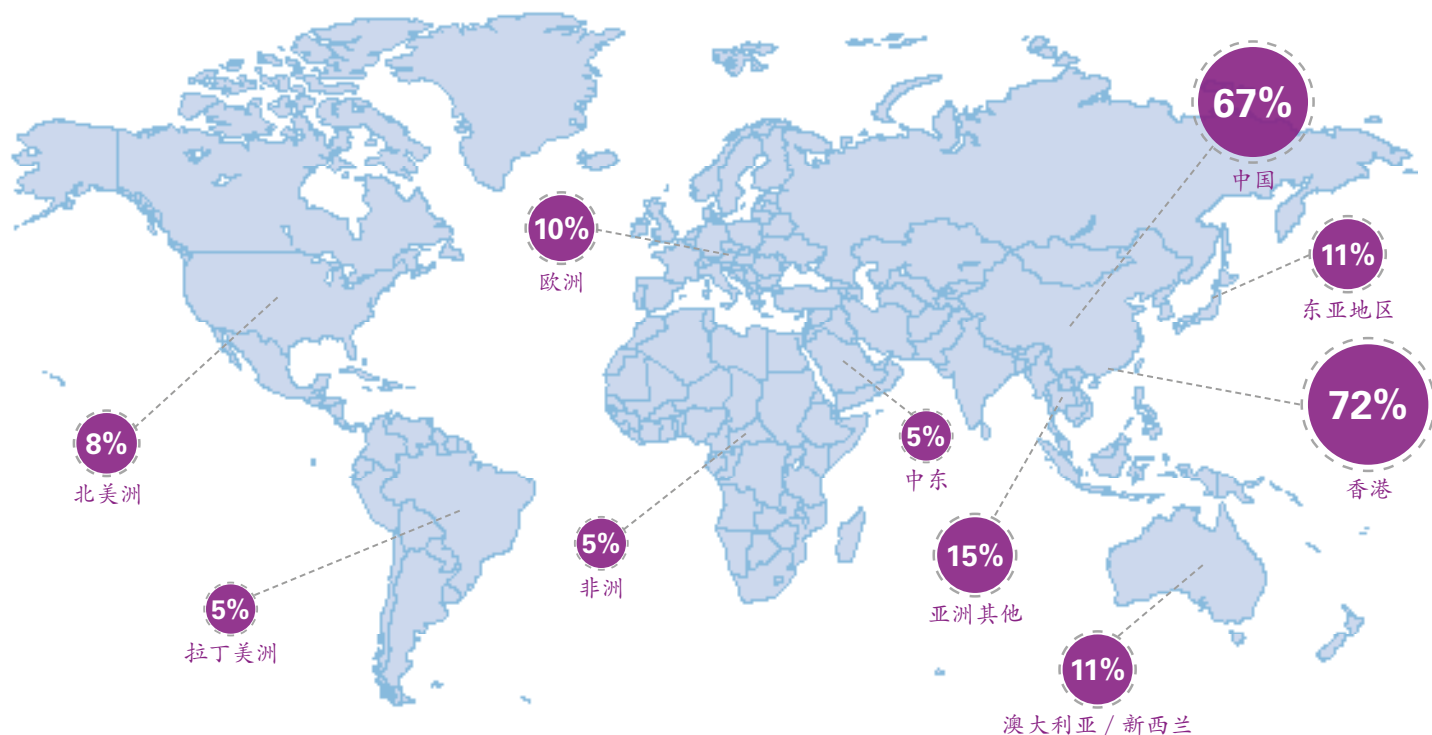 67%
中国
10%
欧洲
11%
东亚地区
72%
香港
8%
北美洲
5%
中东
5%
非洲
15%
亚洲其他
5%
拉丁美洲
11%
澳大利亚 / 新西兰